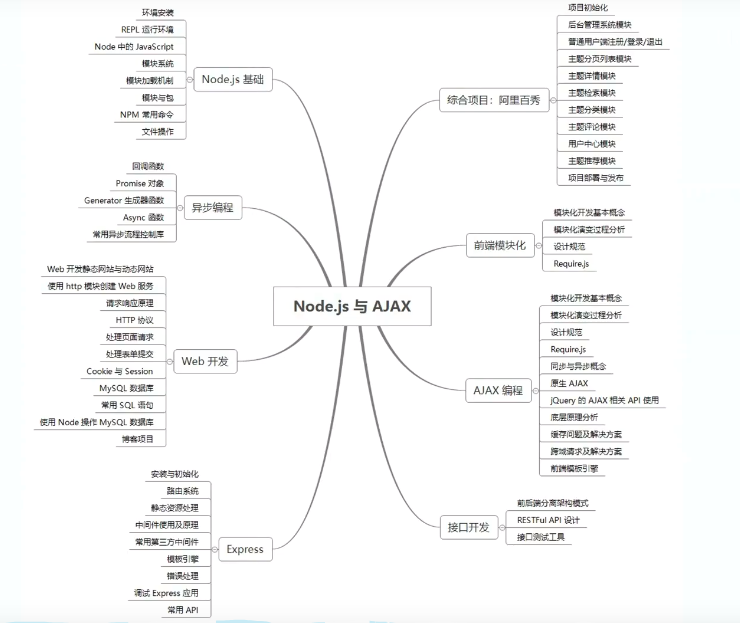 Node.js 与 AJAX
Node.js 基础
环境安装
REPL 运行环境
Node 中的 JavaScript
模块系统
模块加载机制
模块与包
NPM 常用命令
文件操作
异步编程
回调函数
Promise 对象
Generator 生成器函数
Async 函数
常用异步流程控制库
Web 开发
Web 开发静态网站与动态网站
使用 http 模块创建 Web 服务
请求响应原理
HTTP 协议
处理页面请求
处理表单提交
Cookie 与 Session
MySQL 数据库
常用 SQL 语句
使用 Node 操作 MySQL 数据库
博客项目
Express
安装与初始化
路由系统
静态资源处理
中间件使用及原理
常用第三方中间件
模板引擎
错误处理
调试 Express 应用
常用 API
综合项目：阿里百秀
项目初始化
后台管理系统模块
普通用户端注册/登录/退出
主题分页列表模块
主题详情模块
主题检索模块
主题分类模块
主题评论模块
用户中心模块
主题推荐模块
项目部署与发布
前端模块化
模块化开发基本概念
模块化演变过程分析
设计规范
Require.js
AJAX 编程
模块化开发基本概念
模块化演变过程分析
设计规范
Require.js
同步与异步概念
原生 AJAX
jQuery 的 AJAX 相关 API 使用
底层原理分析
缓存问题及解决方案
跨域请求及解决方案
前端模板引擎
接口开发
前后端分离架构模式
RESTFul API 设计
接口测试工具